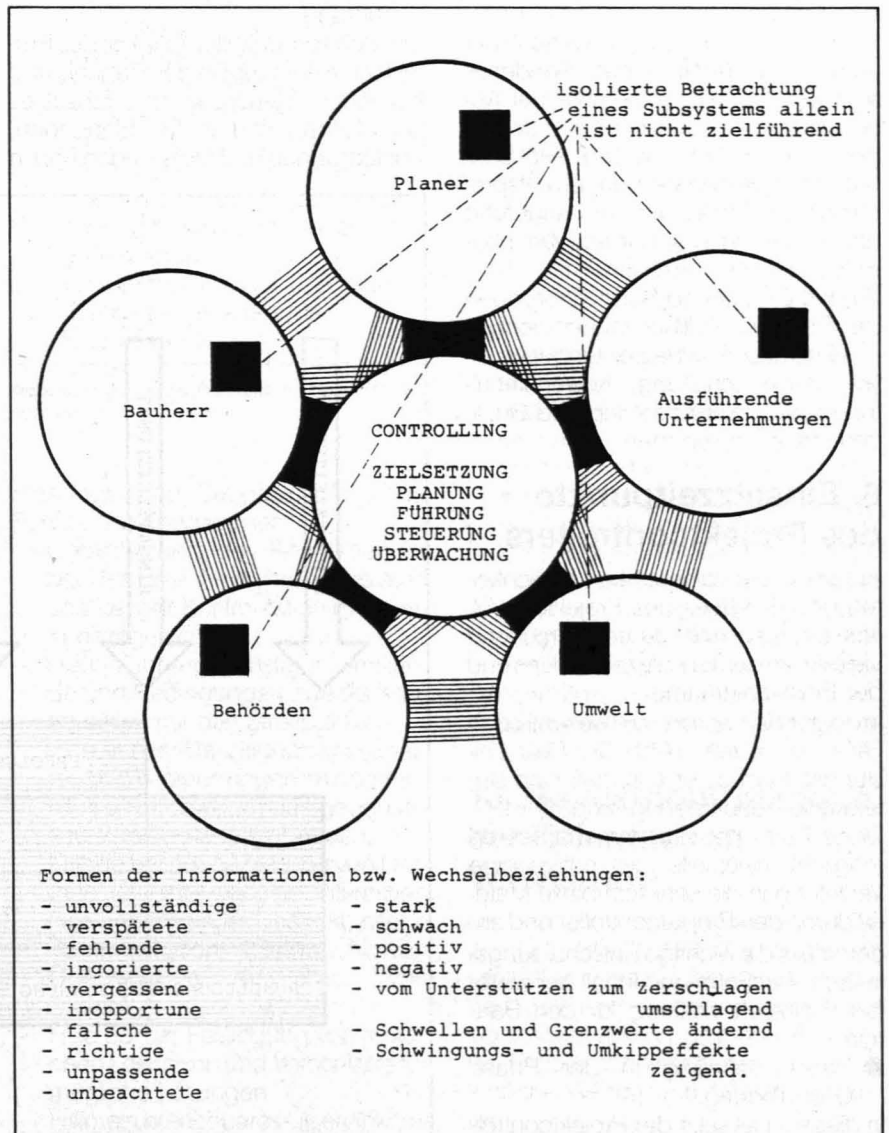 isolierte Betrachtung
eines Subsystems allein
ist nicht zielführend
Planer
Bauherr
Ausführende
Unternehmungen
CONTROLLING
ZIELSETZUNG
PLANUNG
FÜHRUNG
STEUERUNG
ÜBERWACHUNG
Behörden
Umwelt
Formen der Informationen bzw. Wechselbeziehungen:
- unvollständige
- verspätete
- fehlende
- ingorierte
- vergessene
- inopportune
- falsche
- richtige
- unpassende
- unbeachtete
- stark
- schwach
- positiv
- negativ
- vom Unterstützen zum Zerschlagen
umschlagend
- Schwellen und Grenzwerte ändernd
- Schwingungs- und Umkippeffekte
zeigend